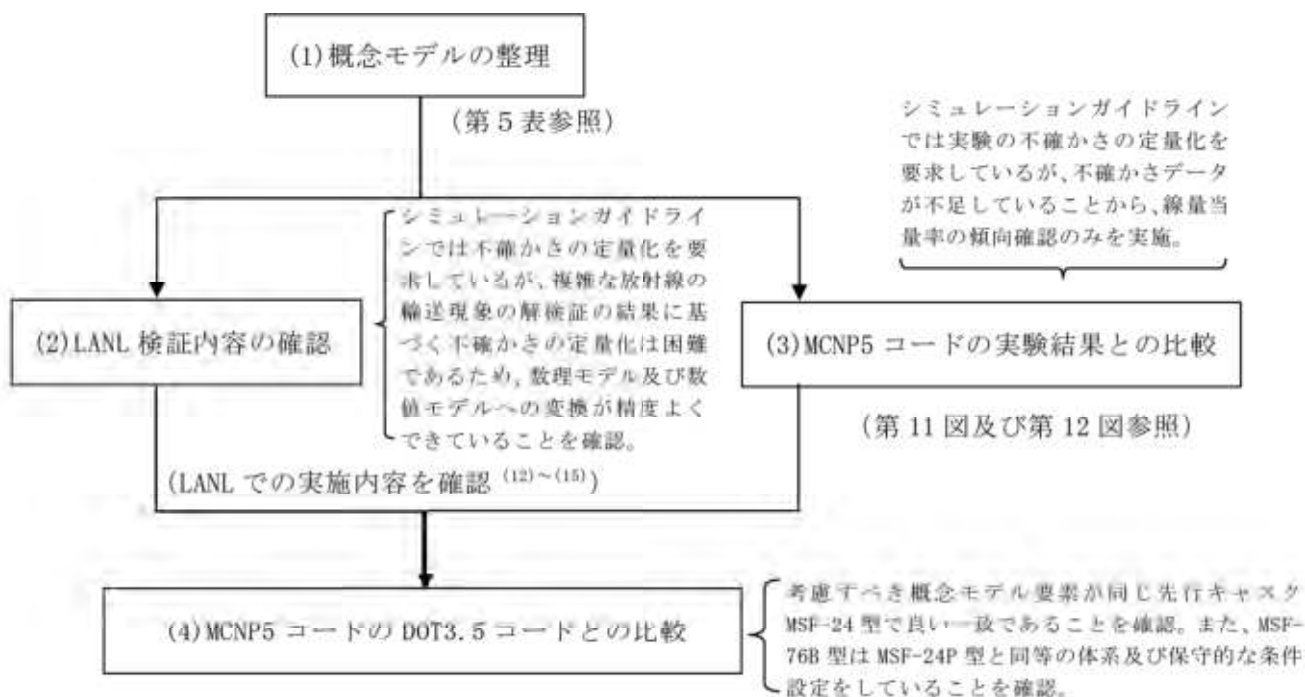 (1)概念モデルの整理
(第5表参照)
シミュレーションガイドライン
では実験の不確かさの定量化を
要求しているが、不確かさデータ
が不足していることから、線量当
量率の傾向確認のみを実施。
シミュレーションガイドライ
ンでは不確かさの定量化を要
求しているが、複雑な放射線の
輸送現象の解検証の結果に基
づく不確かさの定量化は困難
であるため，数理モデル及び数
値モデルへの変換が精度よく
できていることを確認。
(2)LANL 検証内容の確認
(3)MCNP5 コードの実験結果との比較
(第11図及び第12図参照)
(LANLでの実施内容を確認 (12)～(15))
(4)MCNP5 コードの DOT3.5 コードとの比較
考慮すべき概念モデル要素が同じ先行キャスク
MSF-24 型で良い一致であることを確認。また、MSF-
76B 型は MSF-24P 型と同等の体系及び保守的な条件
設定をしていることを確認。